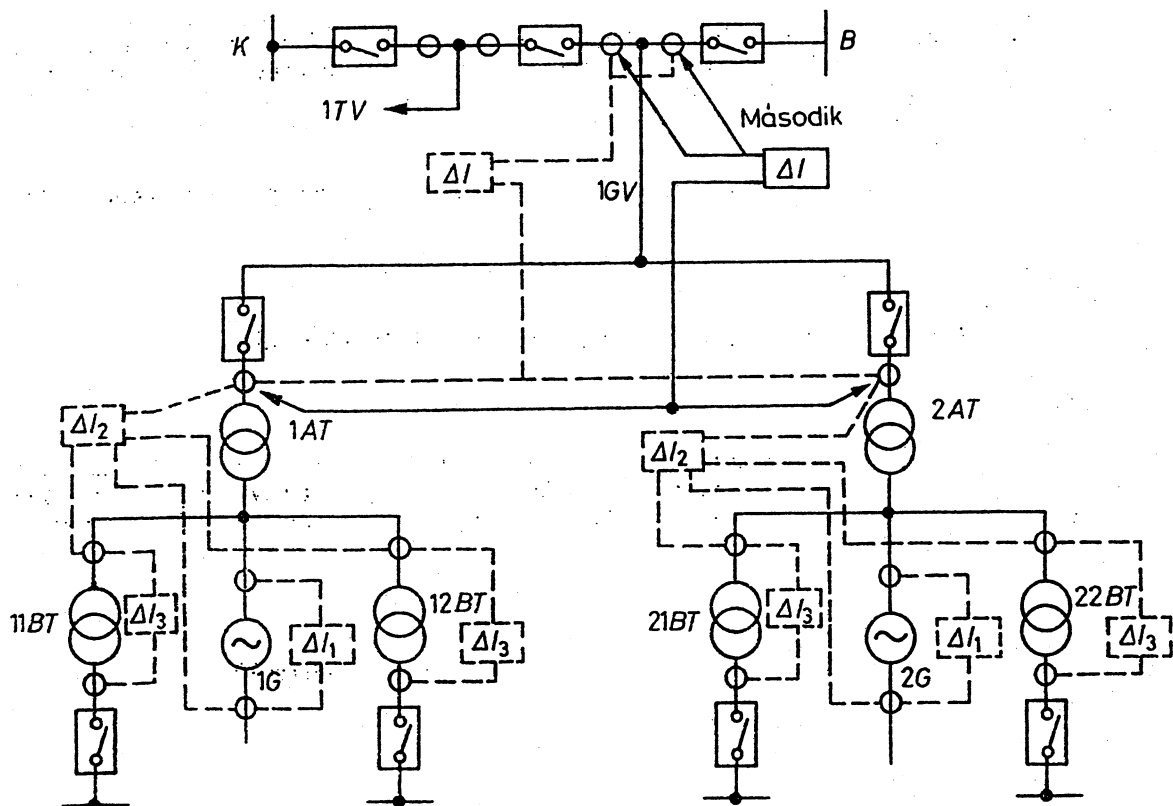 K
B
1TV
Második
ΔI
1GV
ΔI
1AT
2AT
ΔI₂
ΔI₂
11BT
ΔI₃
12BT
ΔI₁
ΔI₃
1G
21BT
ΔI₃
22BT
ΔI₁
ΔI₃
2G